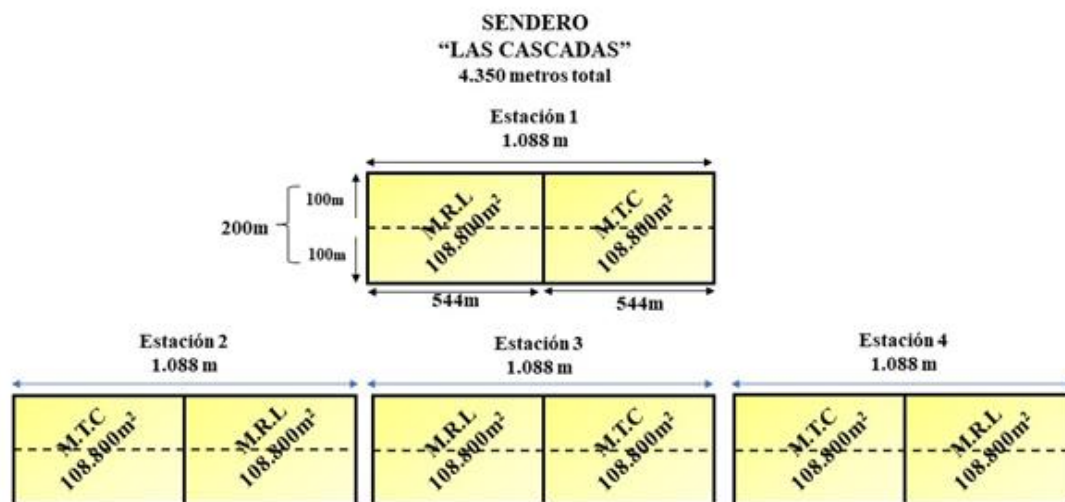 SENDERO
“LAS CASCADAS”
4.350 metros total
Estación 1
1.088 m
200m
100m
100m
M.R.L
108.800m²
M.T.C
108.800m²
544m
544m
Estación 2
1.088 m
M.T.C
108.800m²
M.R.L
108.800m²
Estación 3
1.088 m
M.R.L
108.800m²
M.T.C
108.800m²
Estación 4
1.088 m
M.T.C
108.800m²
M.R.L
108.800m²